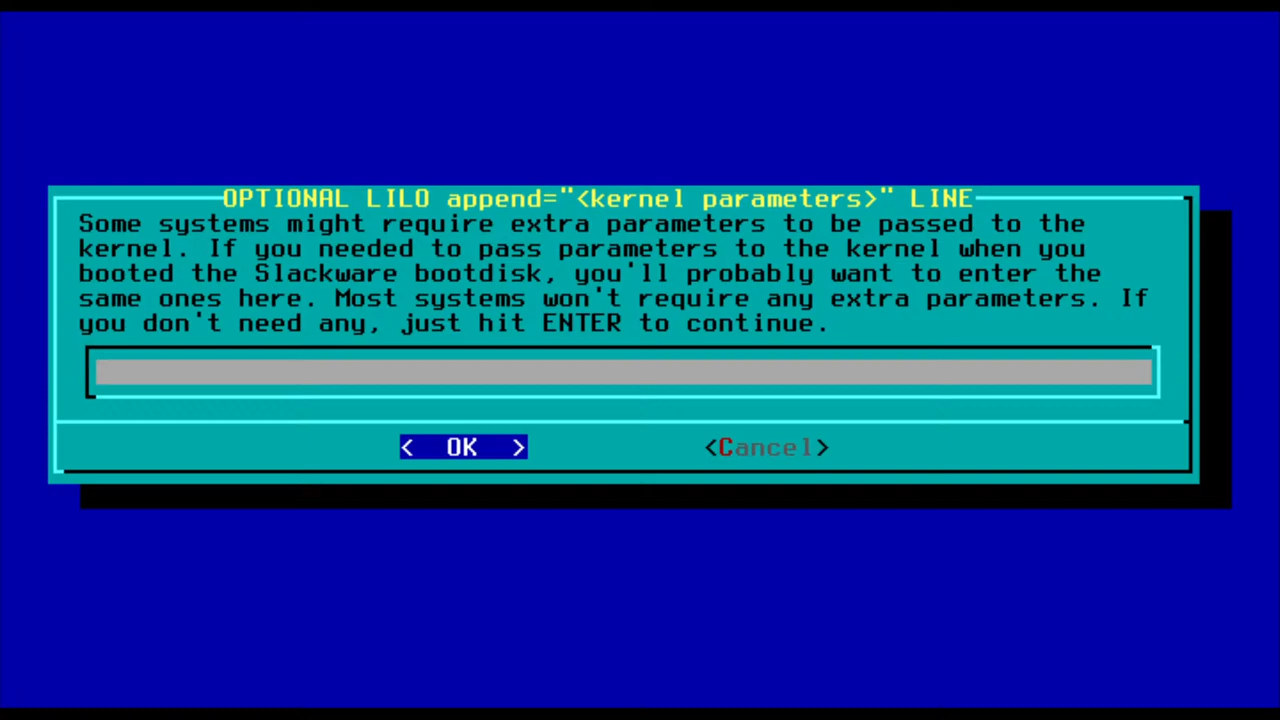 OPTIONAL LILO append="<kernel parameters>" LINE
Some systems might require extra parameters to be passed to the
kernel. If you needed to pass parameters to the kernel when you
booted the Slackware bootdisk, you'll probably want to enter the
same ones here. Most systems won't require any extra parameters. If
you don't need any, just hit ENTER to continue.
<  OK  > <Cancel>